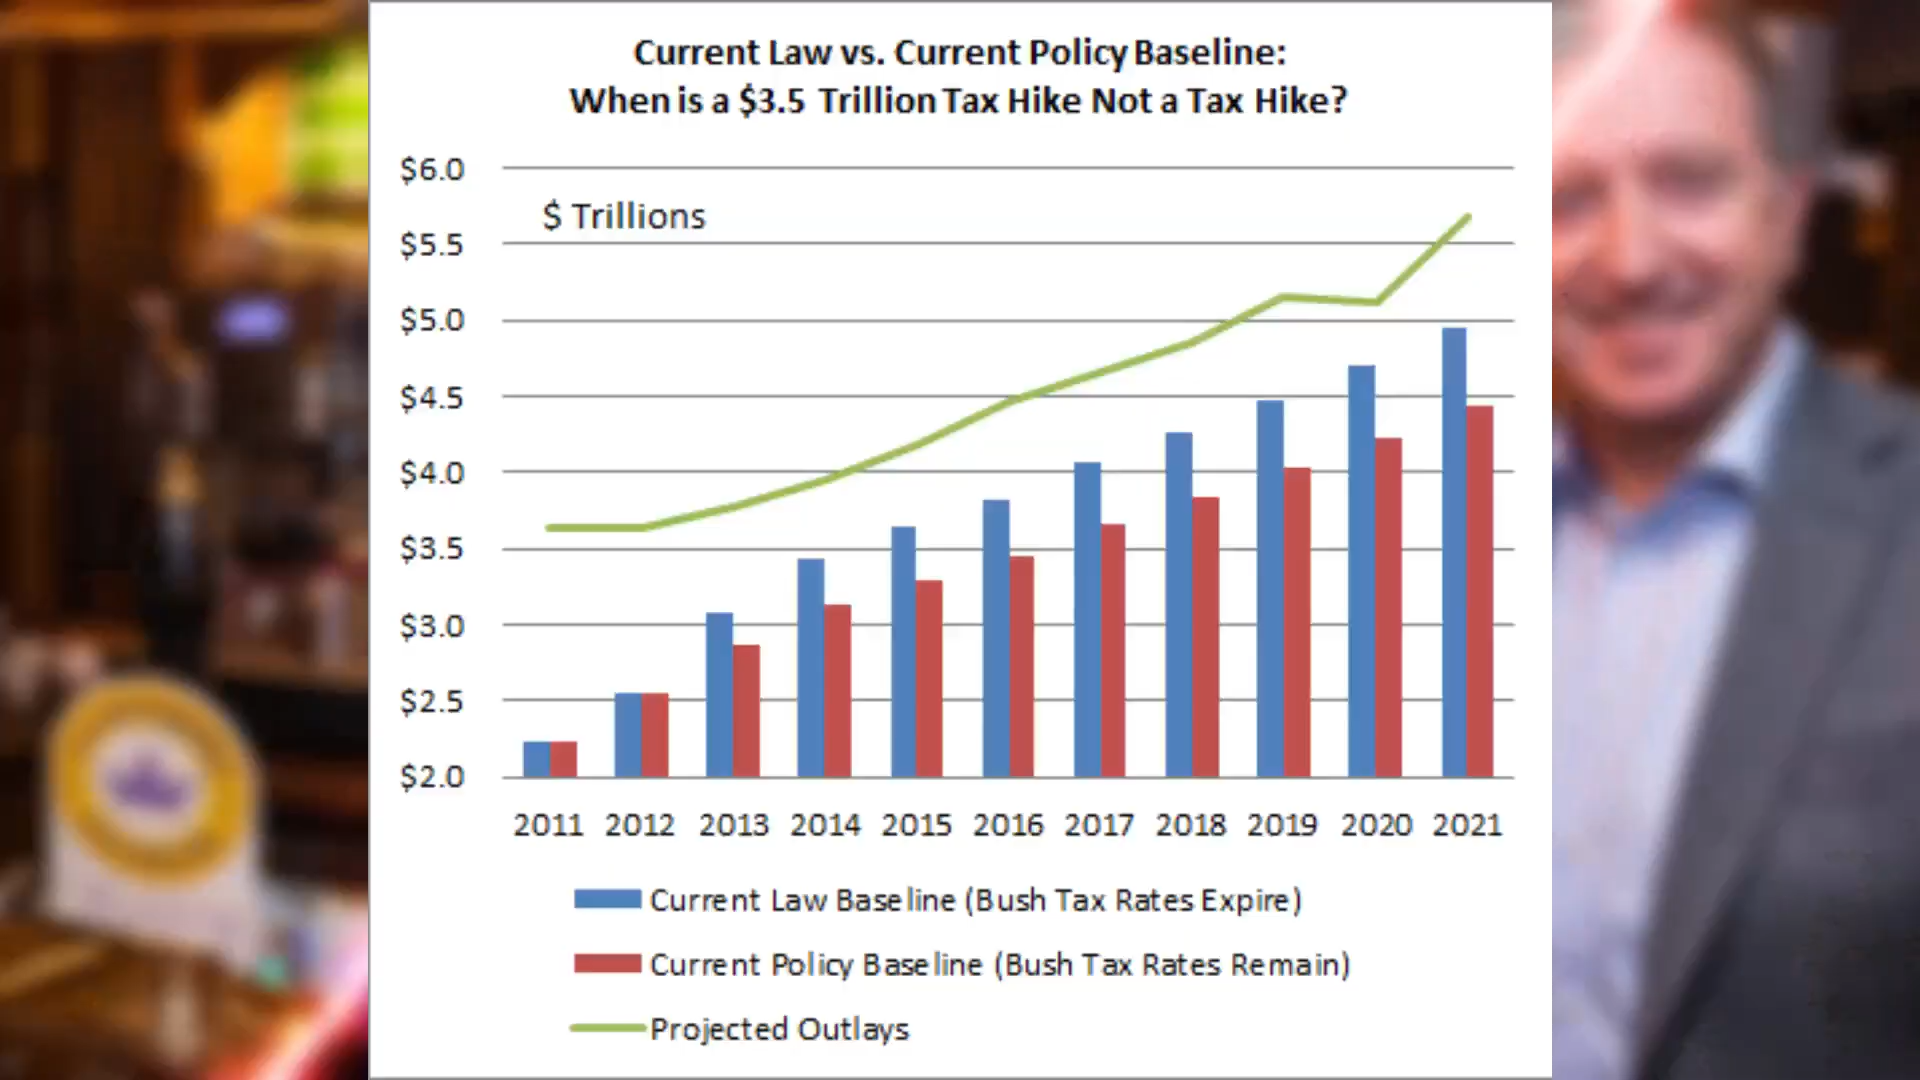 Current Law vs. Current Policy Baseline:
When is a $3.5 Trillion Tax Hike Not a Tax Hike?
$ Trillions
$6.0
$5.5
$5.0
$4.5
$4.0
$3.5
$3.0
$2.5
$2.0
2011 2012 2013 2014 2015 2016 2017 2018 2019 2020 2021
Current Law Baseline (Bush Tax Rates Expire)
Current Policy Baseline (Bush Tax Rates Remain)
Projected Outlays